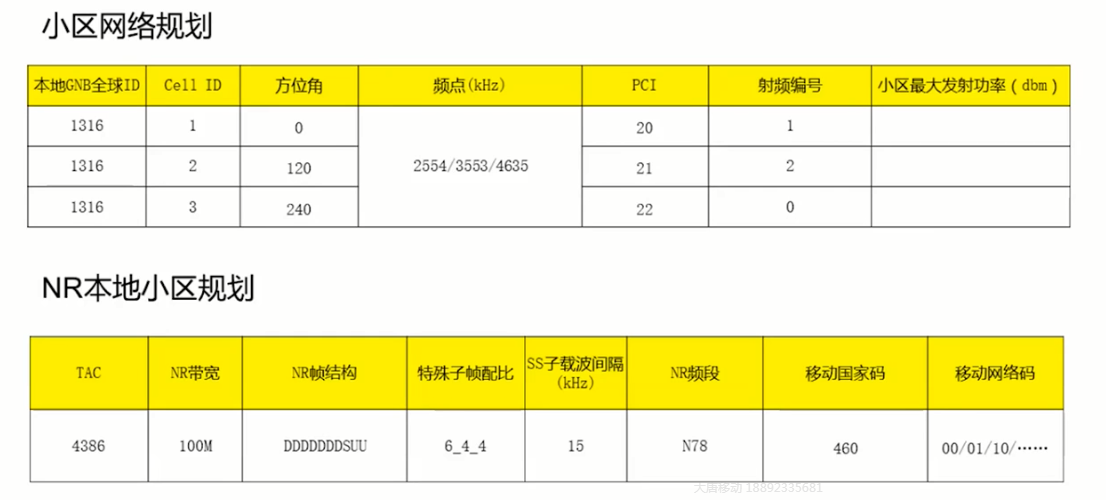 小区网络规划
本地GNB全球ID Cell ID 方位角 频点(kHz) PCI 射频编号 小区最大发射功率（dbm）
1316 1 0 20 1
1316 2 120 2554/3553/4635 21 2
1316 3 240 22 0
NR本地小区规划
TAC NR带宽 NR帧结构 特殊子帧配比 SS子载波间隔(kHz) NR频段 移动国家码 移动网络码
4386 100M DDDDDDDSUU 6_4_4 15 N78 460 00/01/10/……
大唐移动 18892335681